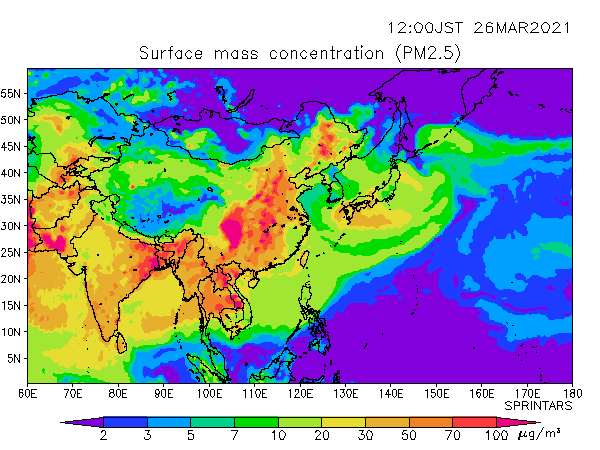 12:00JST 26MAR2021
Surface mass concentration (PM2.5)
55N
50N
45N
40N
35N
30N
25N
20N
15N
10N
5N
60E 70E 80E 90E 100E 110E 120E 130E 140E 150E 160E 170E 180
SPRINTARS
2 3 5 7 10 20 30 50 70 100 μg/m³